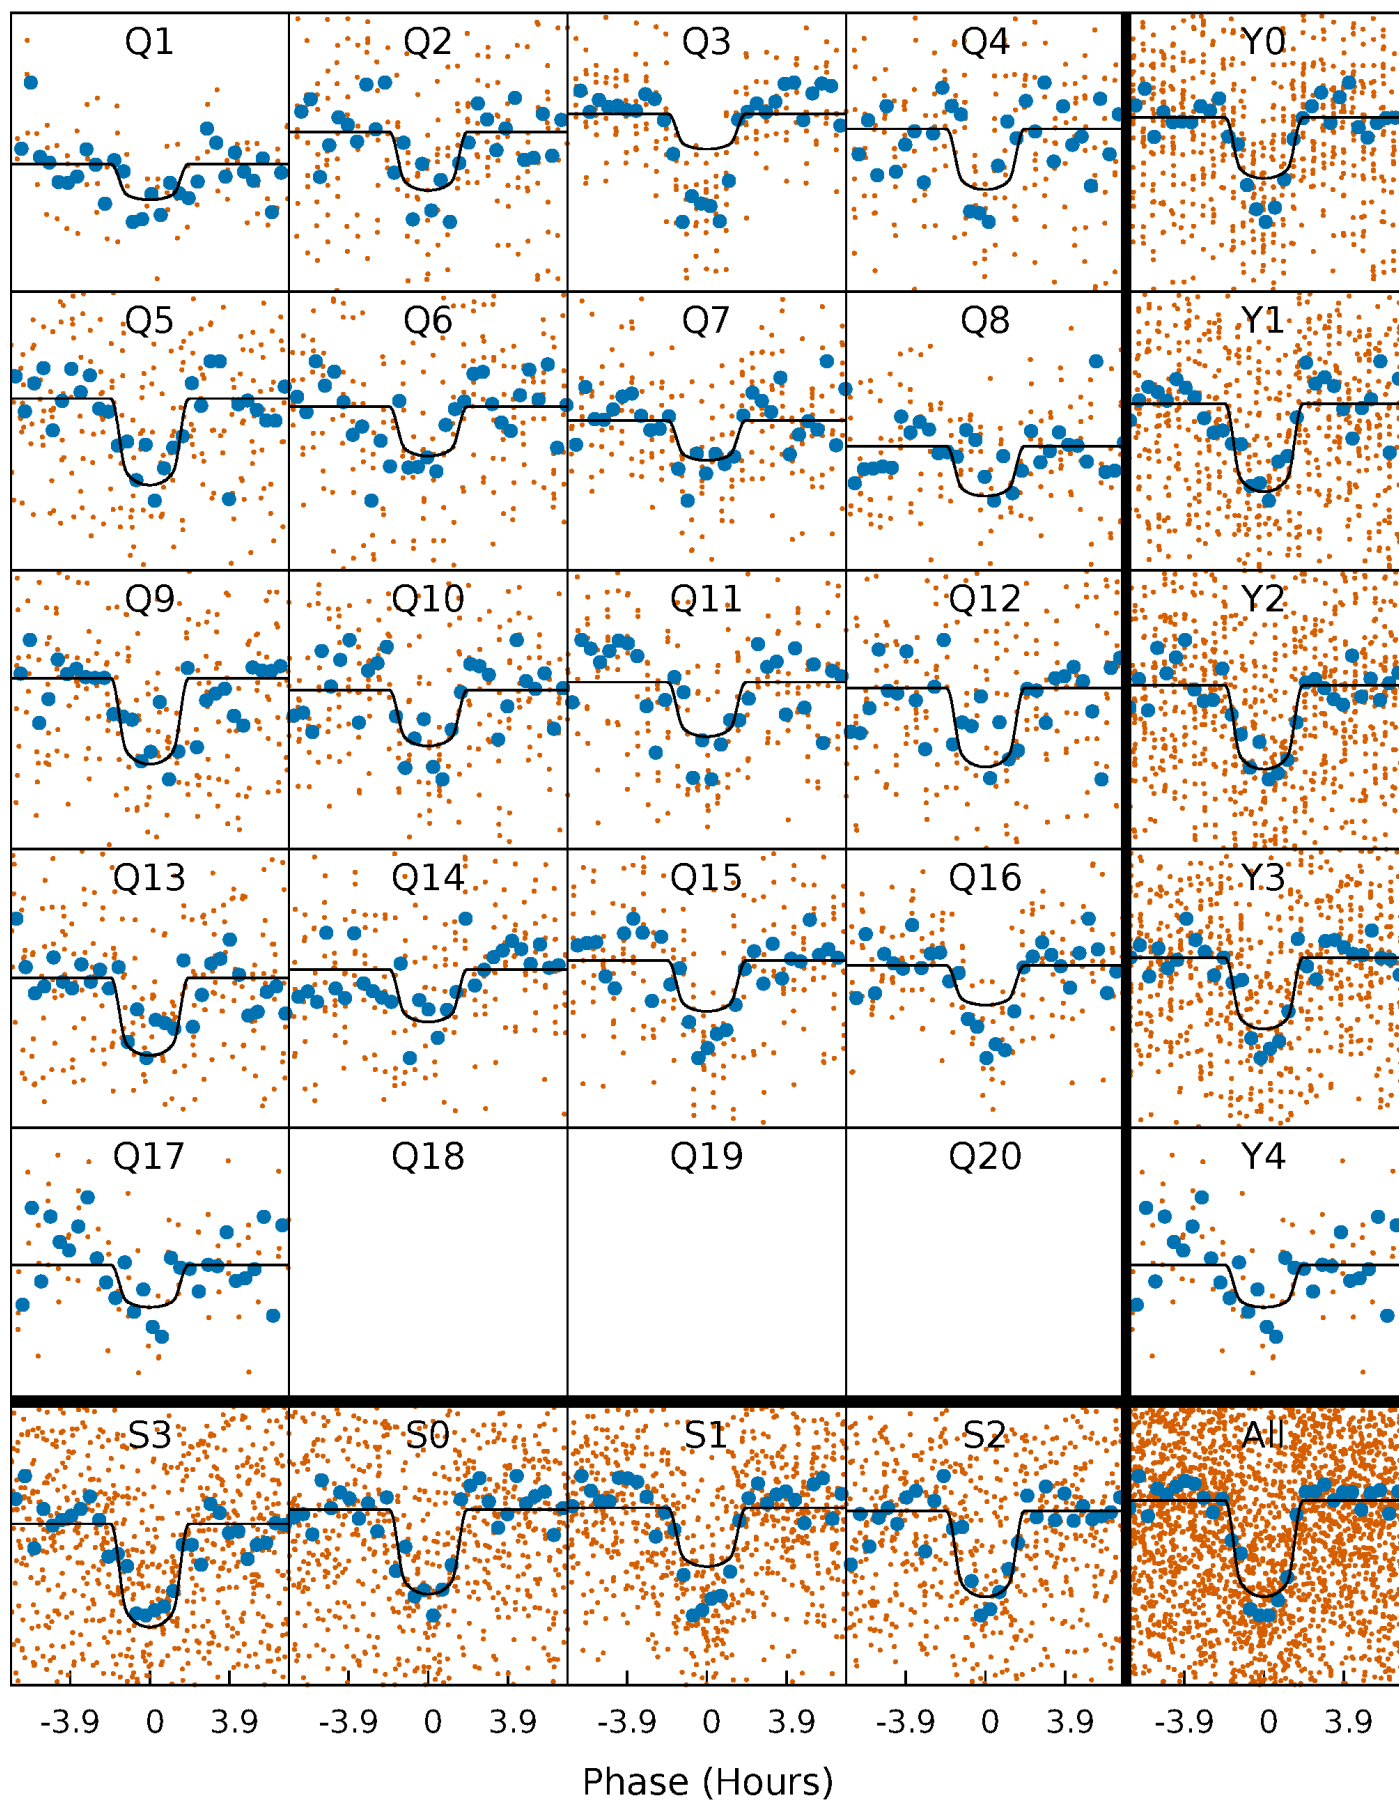 Q1 Q2 Q3 Q4 Y0
Q5 Q6 Q7 Q8 Y1
Q9 Q10 Q11 Q12 Y2
Q13 Q14 Q15 Q16 Y3
Q17 Q18 Q19 Q20 Y4
S3 S0 S1 S2 All
-3.9 0 3.9 -3.9 0 3.9 -3.9 0 3.9 -3.9 0 3.9 -3.9 0 3.9
Phase (Hours)